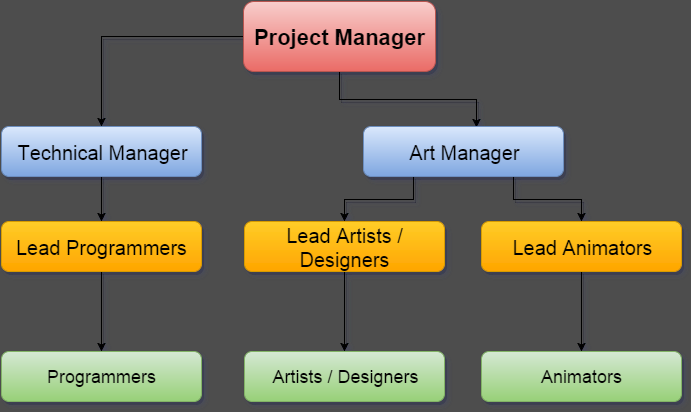 Project Manager
Technical Manager
Art Manager
Lead Programmers
Lead Artists /
Designers
Lead Animators
Programmers
Artists / Designers
Animators